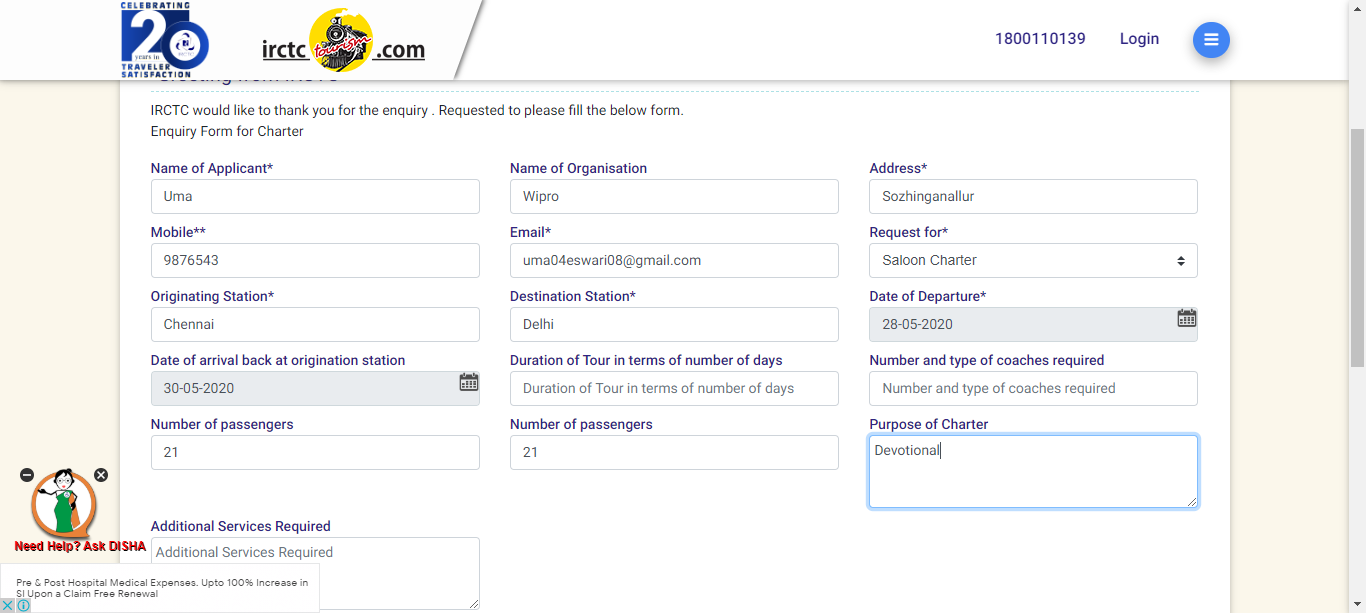 CELEBRATING
20
years in
TRAVELER
SATISFACTION
irctc tourism .com
1800110139
Login
IRCTC would like to thank you for the enquiry . Requested to please fill the below form.
Enquiry Form for Charter
Name of Applicant* Name of Organisation Address*
Uma Wipro Sozhinganallur
Mobile** Email* Request for*
9876543 uma04eswari08@gmail.com Saloon Charter
Originating Station* Destination Station* Date of Departure*
Chennai Delhi 28-05-2020
Date of arrival back at origination station Duration of Tour in terms of number of days Number and type of coaches required
30-05-2020 Duration of Tour in terms of number of days Number and type of coaches required
Number of passengers Number of passengers Purpose of Charter
21 21 Devotional
Additional Services Required
Additional Services Required
Need Help? Ask DISHA
Pre & Post Hospital Medical Expenses. Upto 100% Increase in
SI Upon a Claim Free Renewal